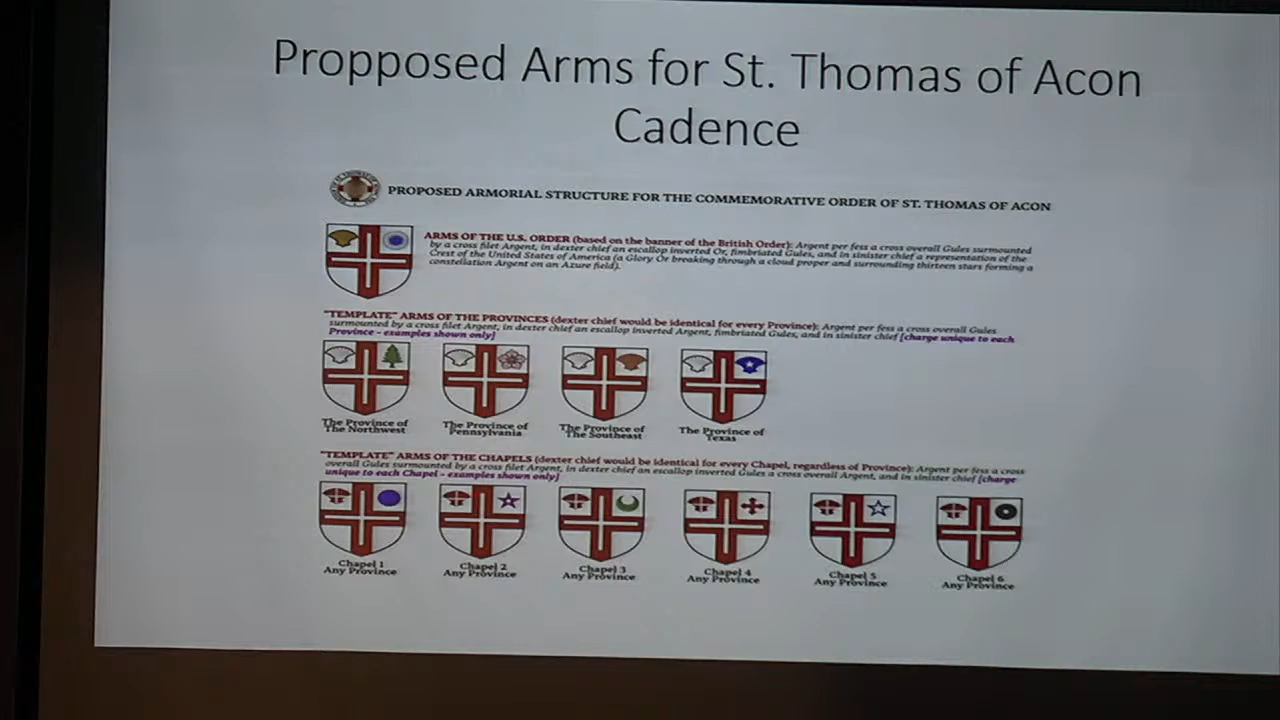 Propposed Arms for St. Thomas of Acon
Cadence
PROPOSED ARMORIAL STRUCTURE FOR THE COMMEMORATIVE ORDER OF ST. THOMAS OF ACON
ARMS OF THE U.S. ORDER (based on the banner of the British Order): Argent per fess a cross overall Gules surmounted
by a cross filet Argent, in dexter chief an escallop inverted Or, fimbriated Gules, and in sinister chief a representation of the
Crest of the United States of America (a Glory Or breaking through a cloud proper and surrounding thirteen stars forming a
constellation Argent on an Azure field).
"TEMPLATE" ARMS OF THE PROVINCES (dexter chief would be identical for every Province): Argent per fess a cross overall Gules
surmounted by a cross filet Argent, in dexter chief an escallop inverted Argent, fimbriated Gules, and in sinister chief [charge unique to each
Province - examples shown only]
The Province of
The Northwest
The Province of
Pennsylvania
The Province of
The Southeast
The Province of
Texas
"TEMPLATE" ARMS OF THE CHAPELS (dexter chief would be identical for every Chapel, regardless of Province): Argent per fess a cross
overall Gules surmounted by a cross filet Argent, in dexter chief an escallop inverted Gules a cross overall Argent, and in sinister chief [charge
unique to each Chapel - examples shown only]
Chapel 1
Any Province
Chapel 2
Any Province
Chapel 3
Any Province
Chapel 4
Any Province
Chapel 5
Any Province
Chapel 6
Any Province